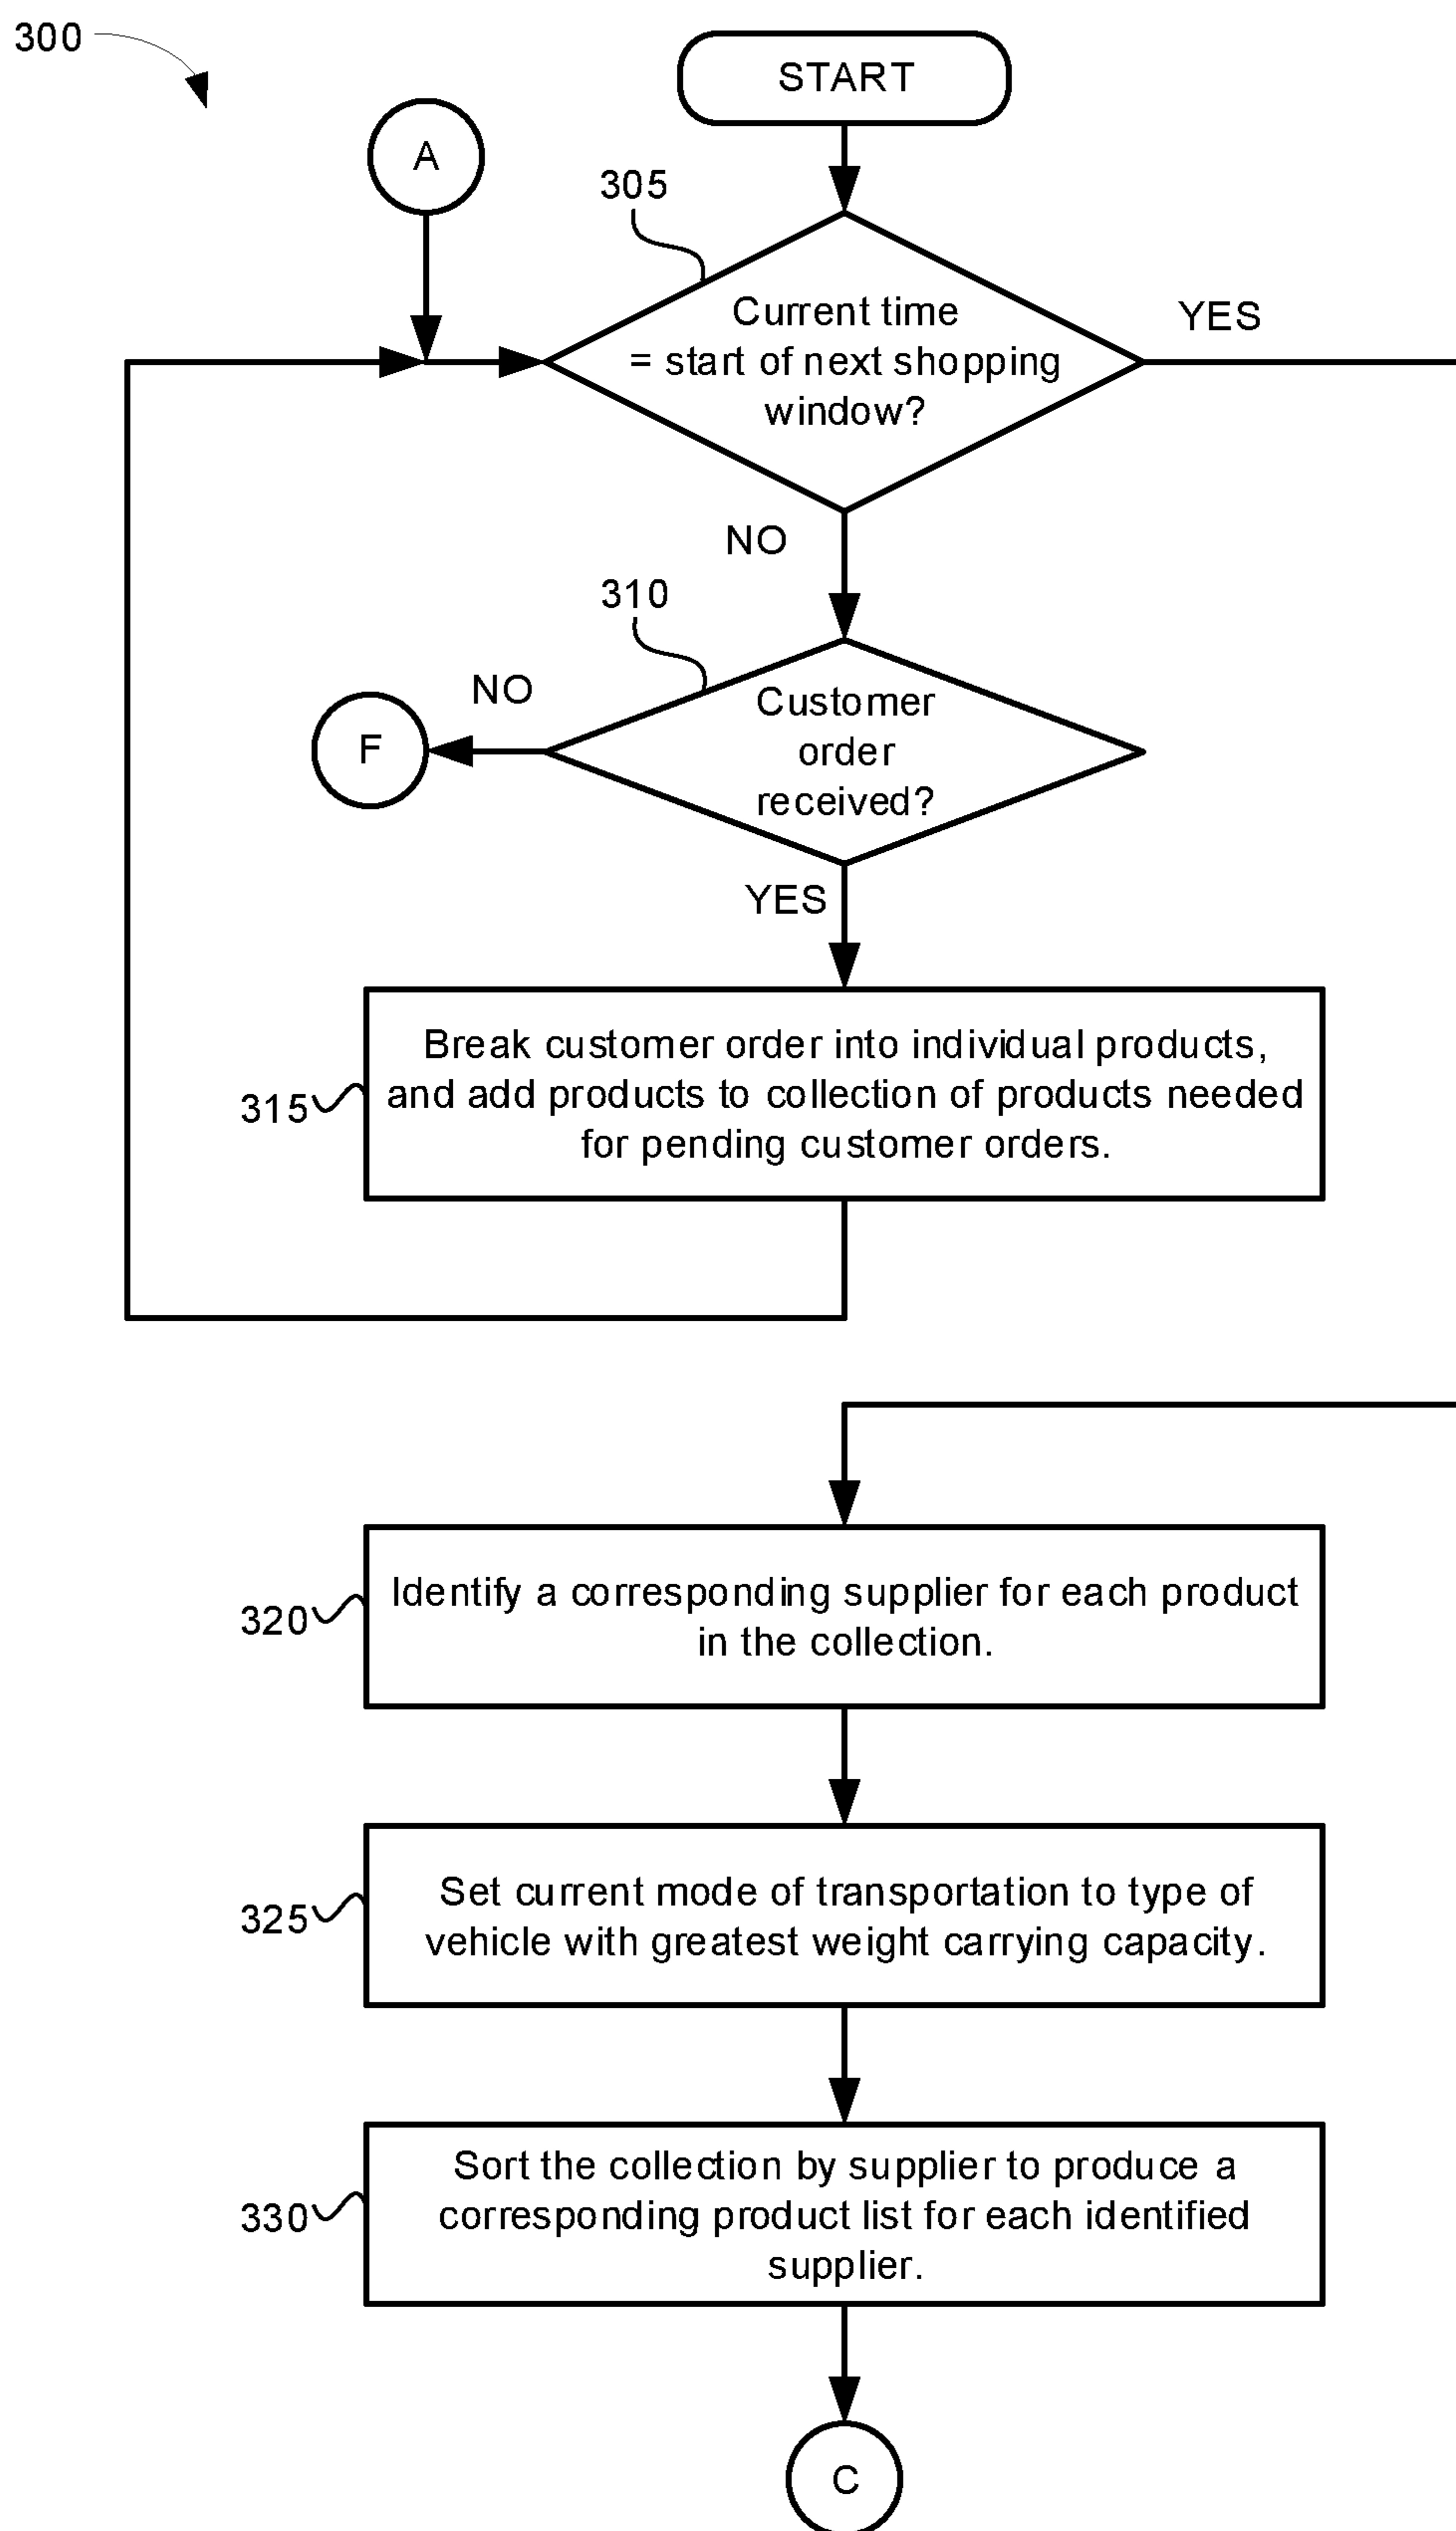 300
START
A
305
Current time
= start of next shopping
window?
YES
NO
310
NO
F
Customer
order
received?
YES
Break customer order into individual products,
and add products to collection of products needed
for pending customer orders.
315
Identify a corresponding supplier for each product
in the collection.
320
Set current mode of transportation to type of
vehicle with greatest weight carrying capacity.
325
Sort the collection by supplier to produce a
corresponding product list for each identified
supplier.
330
C